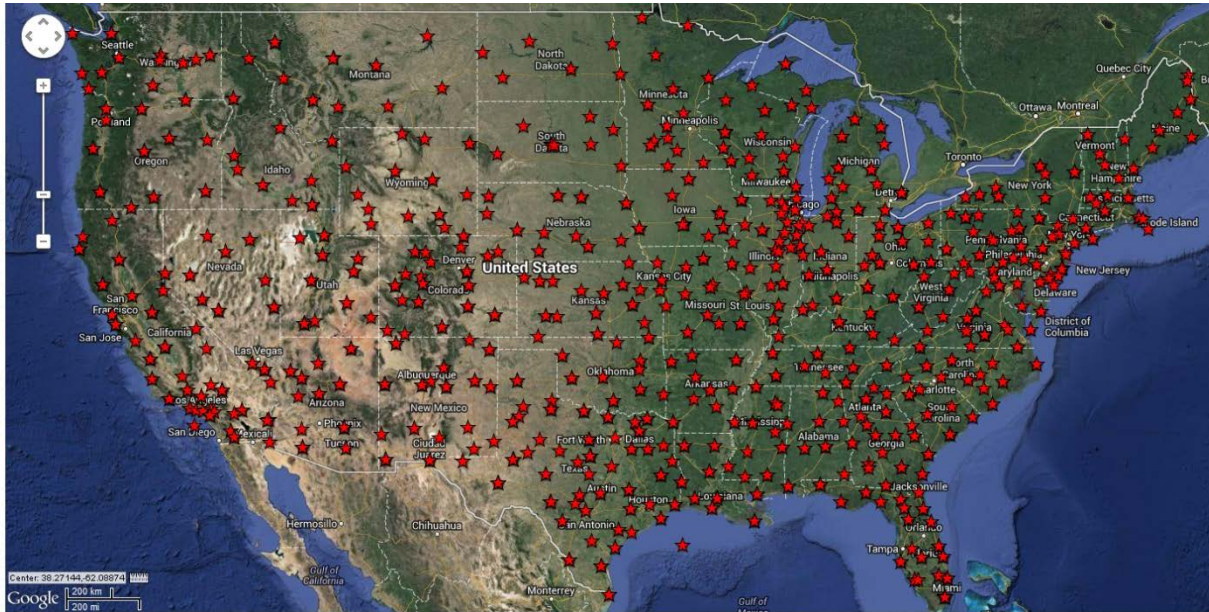 Seattle
Washing
Portland
Oregon
Idaho
Montana
North
Dakota
South
Dakota
Minnesota
Minneapolis
Wisconsin
Michigan
Milwaukee
Quebec City
Ottawa
Montreal
Toronto
Maine
Vermont
New
Hampshire
New York
Connecticut
Wyoming
Nebraska
Iowa
Nevada
Utah
Denver
Colorad
United States
Kansas
Kansas City
Missouri
St. Louis
Illinois
Indiana
Ohio
West
Virginia
Pennsylvania
Philadelphia
Maryland
New Jersey
Delaware
District of
Columbia
Virginia
Kentucky
San
Francisco
San Jose
California
Las Vegas
Los Angeles
San Diego
Mexicali
Arizona
Phoenix
Tucson
Albuquerque
New Mexico
Ciudad
Juarez
Oklahoma
Arkansas
Tennessee
North
Carolina
Charlotte
South
Carolina
Atlanta
Georgia
Alabama
Mississippi
Fort Worth
Dallas
Texas
Austin
Houston
San Antonio
Louisiana
Jacksonville
Orlando
Tampa
Miami
Hermosillo
Chihuahua
Monterrey
Gulf of
California
Gulf of
Center: 38.27144,-62.08874
Google
200 km
200 mi